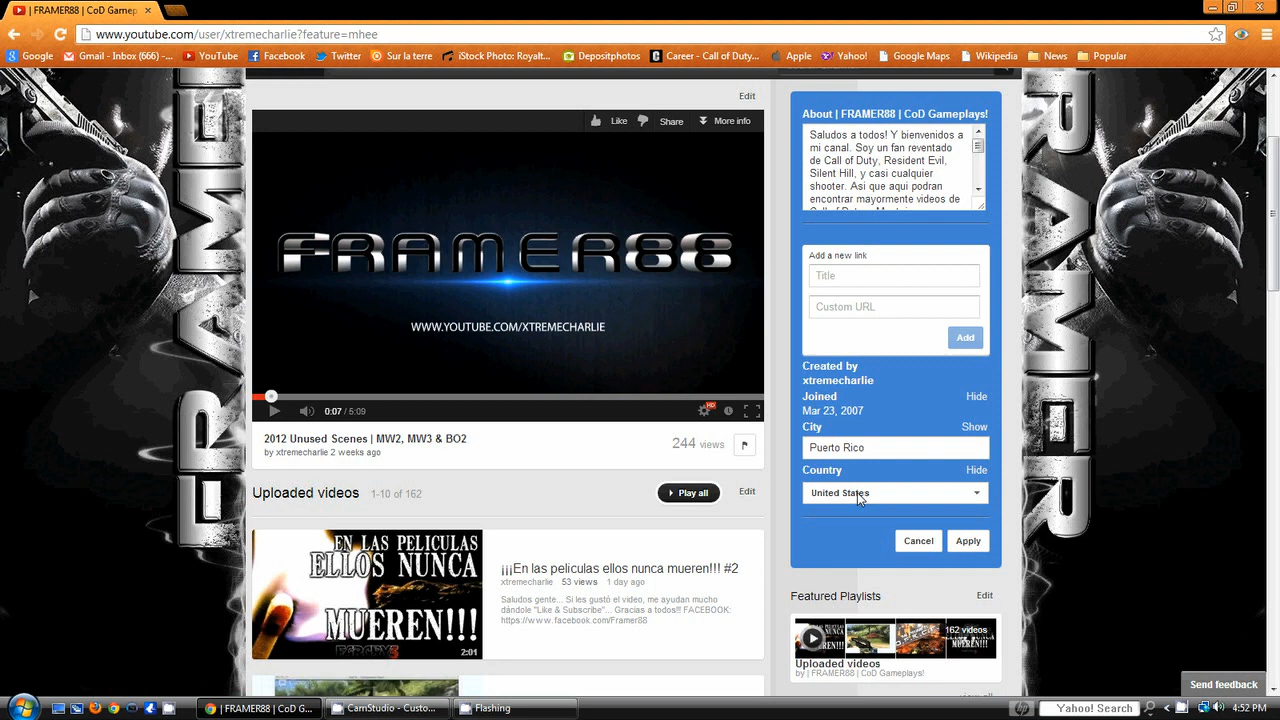 | FRAMER88 | CoD Gamep
www.youtube.com/user/xtremecharlie?feature=mhee
Google
Gmail - Inbox (666) -...
YouTube
Facebook
Twitter
Sur la terre
iStock Photo: Royalt...
Depositphotos
Career - Call of Duty...
Apple
Yahoo!
Google Maps
Wikipedia
News
Popular
Edit
Like
Share
More info
FRAMER88
WWW.YOUTUBE.COM/XTREMECHARLIE
0:07 / 5:09
HD
2012 Unused Scenes | MW2, MW3 & BO2
by xtremecharlie 2 weeks ago
244 views
Uploaded videos 1-10 of 162
Play all
Edit
EN LAS PELICULAS
ELLOS NUNCA
MUEREN!!!
2:01
¡¡¡En las peliculas ellos nunca mueren!!! #2
xtremecharlie 53 views 1 day ago
Saludos gente... Si les gustó el video, me ayudan mucho
dándole "Like & Subscribe"... Gracias a todos!!! FACEBOOK:
https://www.facebook.com/Framer88
About | FRAMER88 | CoD Gameplays!
Saludos a todos! Y bienvenidos a
mi canal. Soy un fan reventado
de Call of Duty, Resident Evil,
Silent Hill, y casi cualquier
shooter. Asi que aqui podran
encontrar mayormente videos de
Add a new link
Title
Custom URL
Add
Created by
xtremecharlie
Joined
Hide
Mar 23, 2007
City
Show
Puerto Rico
Country
Hide
United States
Cancel
Apply
Featured Playlists
Edit
162 videos
Uploaded videos
by | FRAMER88 | CoD Gameplays!
Send feedback
| FRAMER88 | CoD G...
CamStudio - Custo...
Flashing
Yahoo! Search
4:52 PM